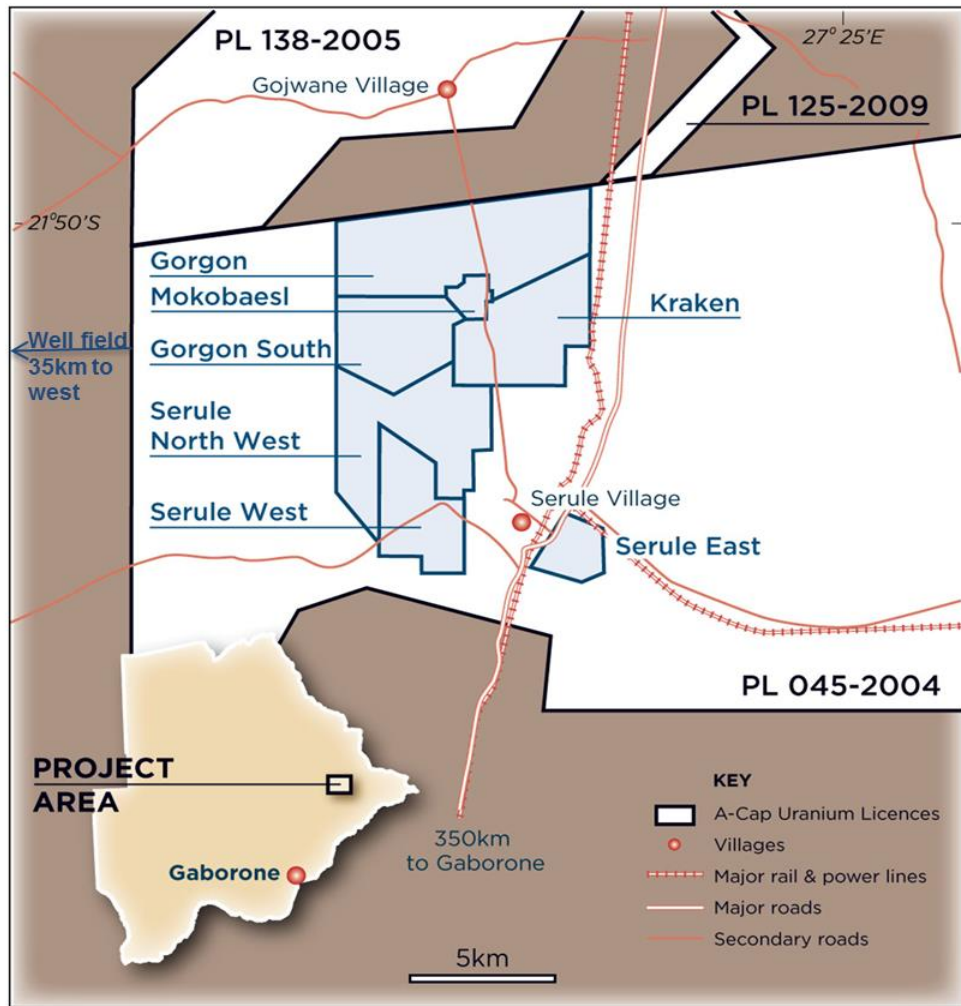 PL 138-2005
27° 25'E
Gojwane Village
PL 125-2009
21°50'S
Gorgon
Mokobaesl
Kraken
Well field
35km to
west
Gorgon South
Serule
North West
Serule Village
Serule West
Serule East
PL 045-2004
PROJECT
AREA
Gaborone
350km
to Gaborone
KEY
A-Cap Uranium Licences
Villages
Major rail & power lines
Major roads
Secondary roads
5km